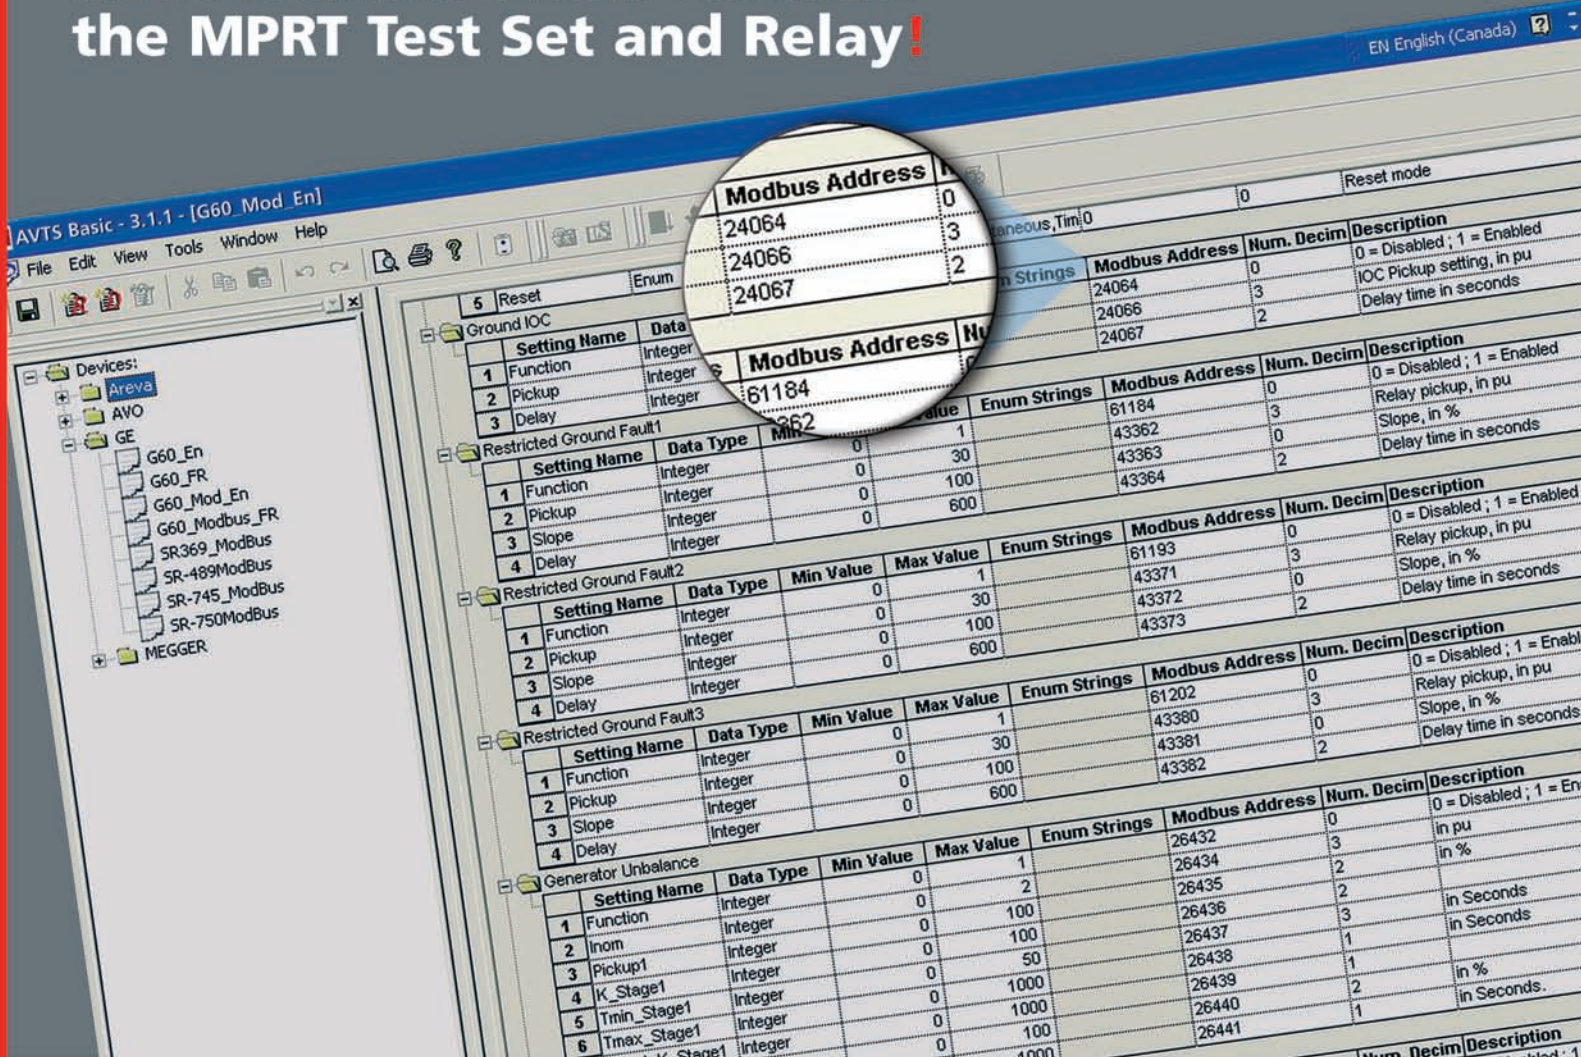 the MPRT Test Set and Relay!
EN English (Canada)
AVTS Basic - 3.1.1 - [G60_Mod_En]
File Edit View Tools Window Help
Devices:
Areva
AVO
GE
G60_En
G60_FR
G60_Mod_En
G60_Modbus_FR
SR369_ModBus
SR-489ModBus
SR-745_ModBus
SR-750ModBus
MEGGER
5 Reset Enum 0 0 Reset mode
Ground IOC
Setting Name Data Strings Modbus Address Num. Decim Description
1 Function Integer 24064 0 0 = Disabled ; 1 = Enabled
2 Pickup Integer 24066 3 IOC Pickup setting, in pu
3 Delay Integer 24067 2 Delay time in seconds
Modbus Address
24064 0
24066 3
24067 2
Modbus Address
61184
Restricted Ground Fault1
Setting Name Data Type Enum Strings Modbus Address Num. Decim Description
1 Function Integer 0 1 61184 0 0 = Disabled ; 1 = Enabled
2 Pickup Integer 0 30 43362 3 Relay pickup, in pu
3 Slope Integer 0 100 43363 0 Slope, in %
4 Delay Integer 0 600 43364 2 Delay time in seconds
Restricted Ground Fault2
Setting Name Data Type Min Value Max Value Enum Strings Modbus Address Num. Decim Description
1 Function Integer 0 1 61193 0 0 = Disabled ; 1 = Enabled
2 Pickup Integer 0 30 43371 3 Relay pickup, in pu
3 Slope Integer 0 100 43372 0 Slope, in %
4 Delay Integer 0 600 43373 2 Delay time in seconds
Restricted Ground Fault3
Setting Name Data Type Min Value Max Value Enum Strings Modbus Address Num. Decim Description
1 Function Integer 0 1 61202 0 0 = Disabled ; 1 = Enabl
2 Pickup Integer 0 30 43380 3 Relay pickup, in pu
3 Slope Integer 0 100 43381 0 Slope, in %
4 Delay Integer 0 600 43382 2 Delay time in seconds
Generator Unbalance
Setting Name Data Type Min Value Max Value Enum Strings Modbus Address Num. Decim Description
1 Function Integer 0 1 26432 0 0 = Disabled ; 1 = En
2 Inom Integer 0 2 26434 3 in pu
3 Pickup1 Integer 0 100 26435 2 in %
4 K_Stage1 Integer 0 100 26436 2
5 Tmin_Stage1 Integer 0 50 26437 3 in Seconds
6 Tmax_Stage1 Integer 0 1000 26438 1 in Seconds
Integer 0 1000 26439 1
0 100 26440 2 in %
1000 26441 1 in Seconds.
Num. Decim Description